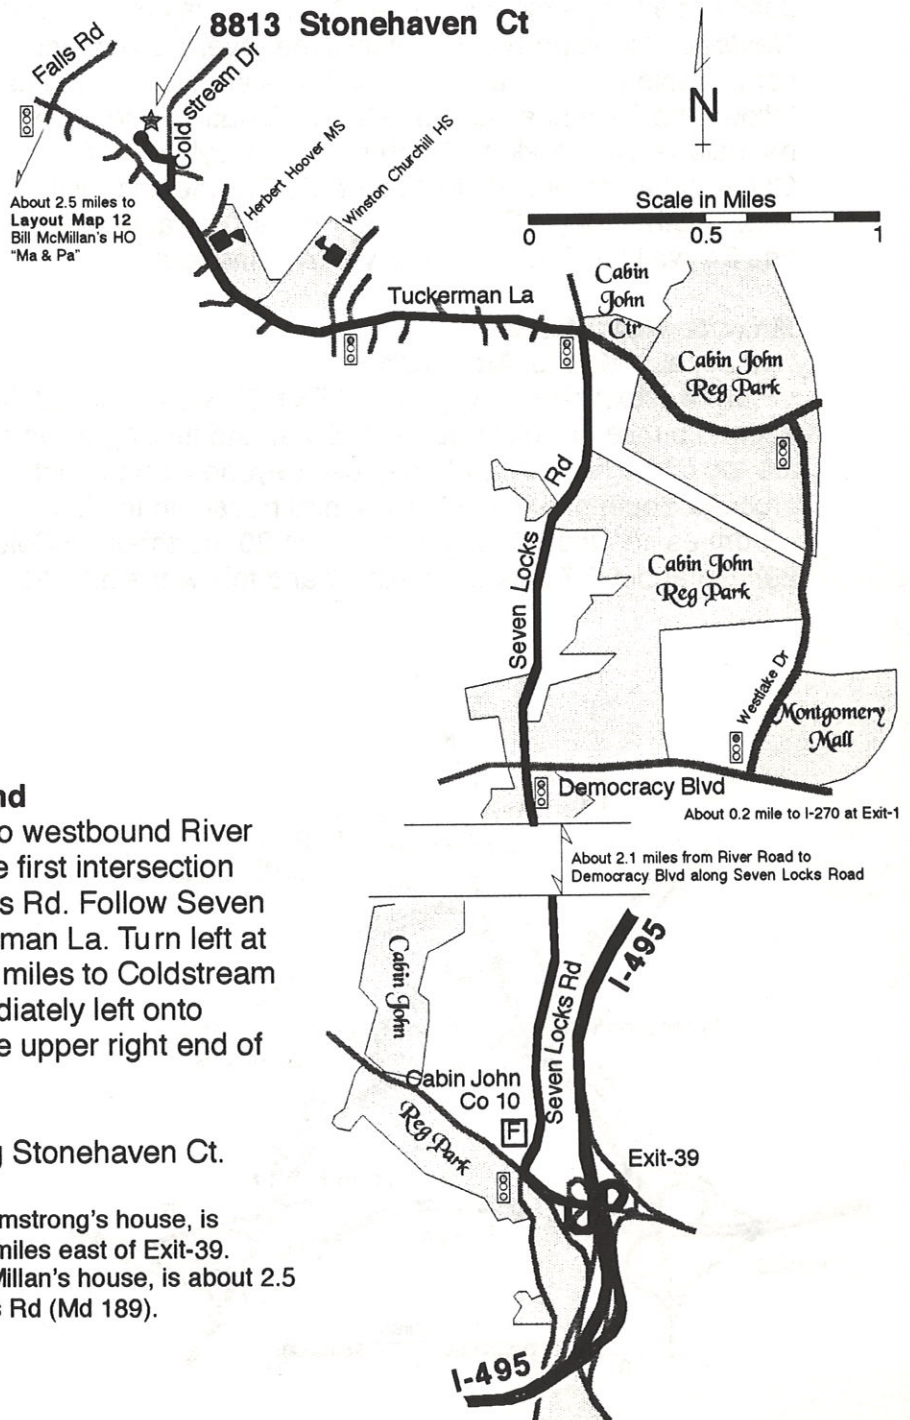 8813 Stonehaven Ct
Falls Rd
Coldstream Dr
Herbert Hoover MS
Winston Churchill HS
N
About 2.5 miles to
Layout Map 12
Bill McMillan's HO
"Ma & Pa"
Scale in Miles
0 0.5 1
Tuckerman La
Cabin
John
Ctr
Cabin John
Reg Park
Seven Locks Rd
Cabin John
Reg Park
Westlake Dr
Montgomery
Mall
Democracy Blvd
About 0.2 mile to I-270 at Exit-1
About 2.1 miles from River Road to
Democracy Blvd along Seven Locks Road
nd
o westbound River
e first intersection
s Rd. Follow Seven
man La. Turn left at
miles to Coldstream
diately left onto
e upper right end of
g Stonehaven Ct.
mstrong's house, is
miles east of Exit-39.
Millan's house, is about 2.5
s Rd (Md 189).
Cabin John
Reg Park
Cabin John
Co 10
F
Seven Locks Rd
I-495
Exit-39
I-495